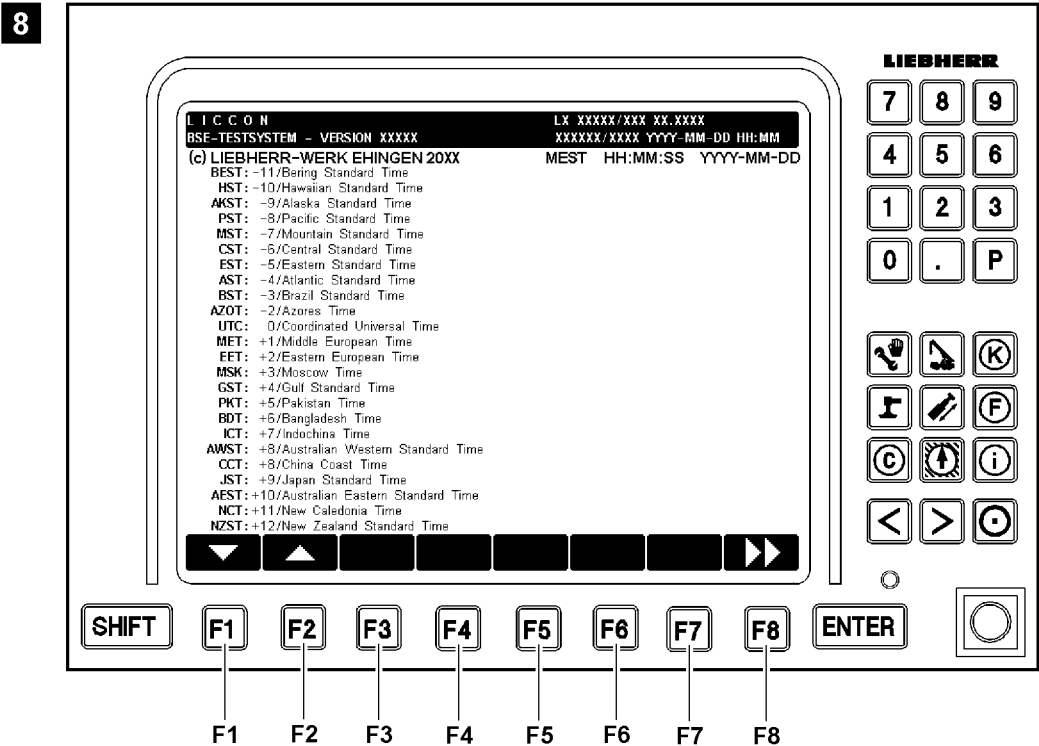 8
LIEBHERR
LICCON LX XXXXX/XXX XX.XXX
BSE-TESTSYSTEM - VERSION XXXXX XXXXXX/XXXX YYYY-MM-DD HH:MM
(c) LIEBHERR-WERK EHINGEN 20XX MEST HH:MM:SS YYYY-MM-DD
BEST: -11/Bering Standard Time
HST: -10/Hawaiian Standard Time
AKST: -9/Alaska Standard Time
PST: -8/Pacific Standard Time
MST: -7/Mountain Standard Time
CST: -6/Central Standard Time
EST: -5/Eastern Standard Time
AST: -4/Atlantic Standard Time
BST: -3/Brazil Standard Time
AZOT: -2/Azores Time
UTC: 0/Coordinated Universal Time
MET: +1/Middle European Time
EET: +2/Eastern European Time
MSK: +3/Moscow Time
GST: +4/Gulf Standard Time
PKT: +5/Pakistan Time
BDT: +6/Bangladesh Time
ICT: +7/Indochina Time
AWST: +8/Australian Western Standard Time
CCT: +8/China Coast Time
JST: +9/Japan Standard Time
AEST: +10/Australian Eastern Standard Time
NCT: +11/New Caledonia Time
NZST: +12/New Zealand Standard Time
7 8 9
4 5 6
1 2 3
0 . P
K
F
C i
< >
SHIFT F1 F2 F3 F4 F5 F6 F7 F8 ENTER
F1 F2 F3 F4 F5 F6 F7 F8